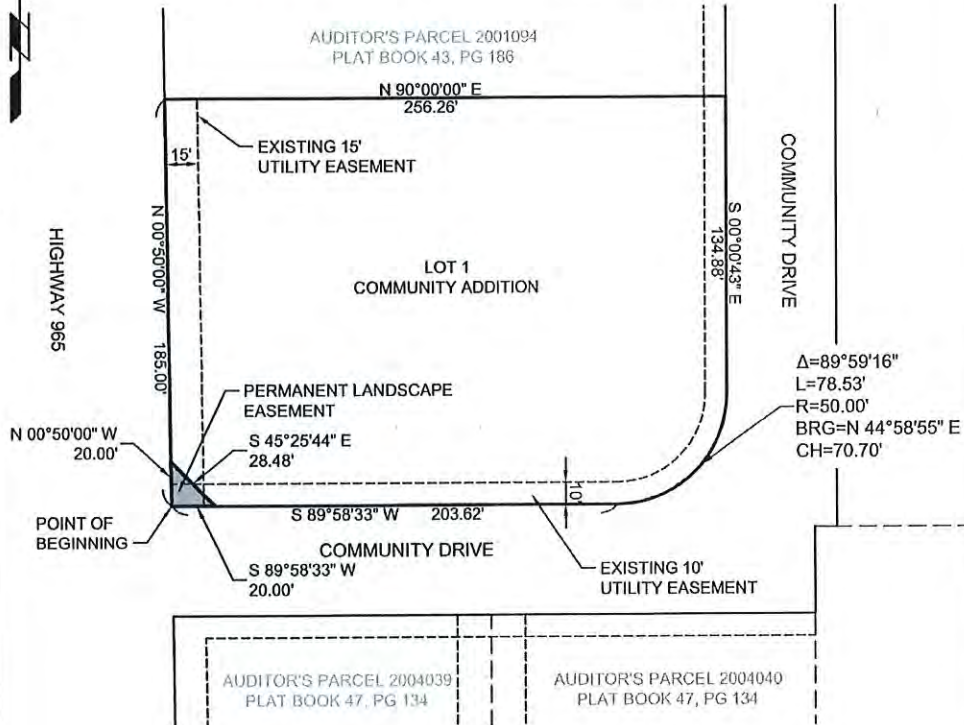 AUDITOR'S PARCEL 2001094
PLAT BOOK 43, PG 186
N 90°00'00" E
256.26'
15'
EXISTING 15'
UTILITY EASEMENT
COMMUNITY DRIVE
HIGHWAY 965
N 00°50'00" W 185.00'
S 00°00'43" E
134.88'
LOT 1
COMMUNITY ADDITION
Δ=89°59'16"
L=78.53'
R=50.00'
BRG=N 44°58'55" E
CH=70.70'
PERMANENT LANDSCAPE
EASEMENT
N 00°50'00" W
20.00'
S 45°25'44" E
28.48'
10'
POINT OF
BEGINNING
S 89°58'33" W 203.62'
COMMUNITY DRIVE
S 89°58'33" W
20.00'
EXISTING 10'
UTILITY EASEMENT
AUDITOR'S PARCEL 2004039
PLAT BOOK 47, PG 134
AUDITOR'S PARCEL 2004040
PLAT BOOK 47, PG 134